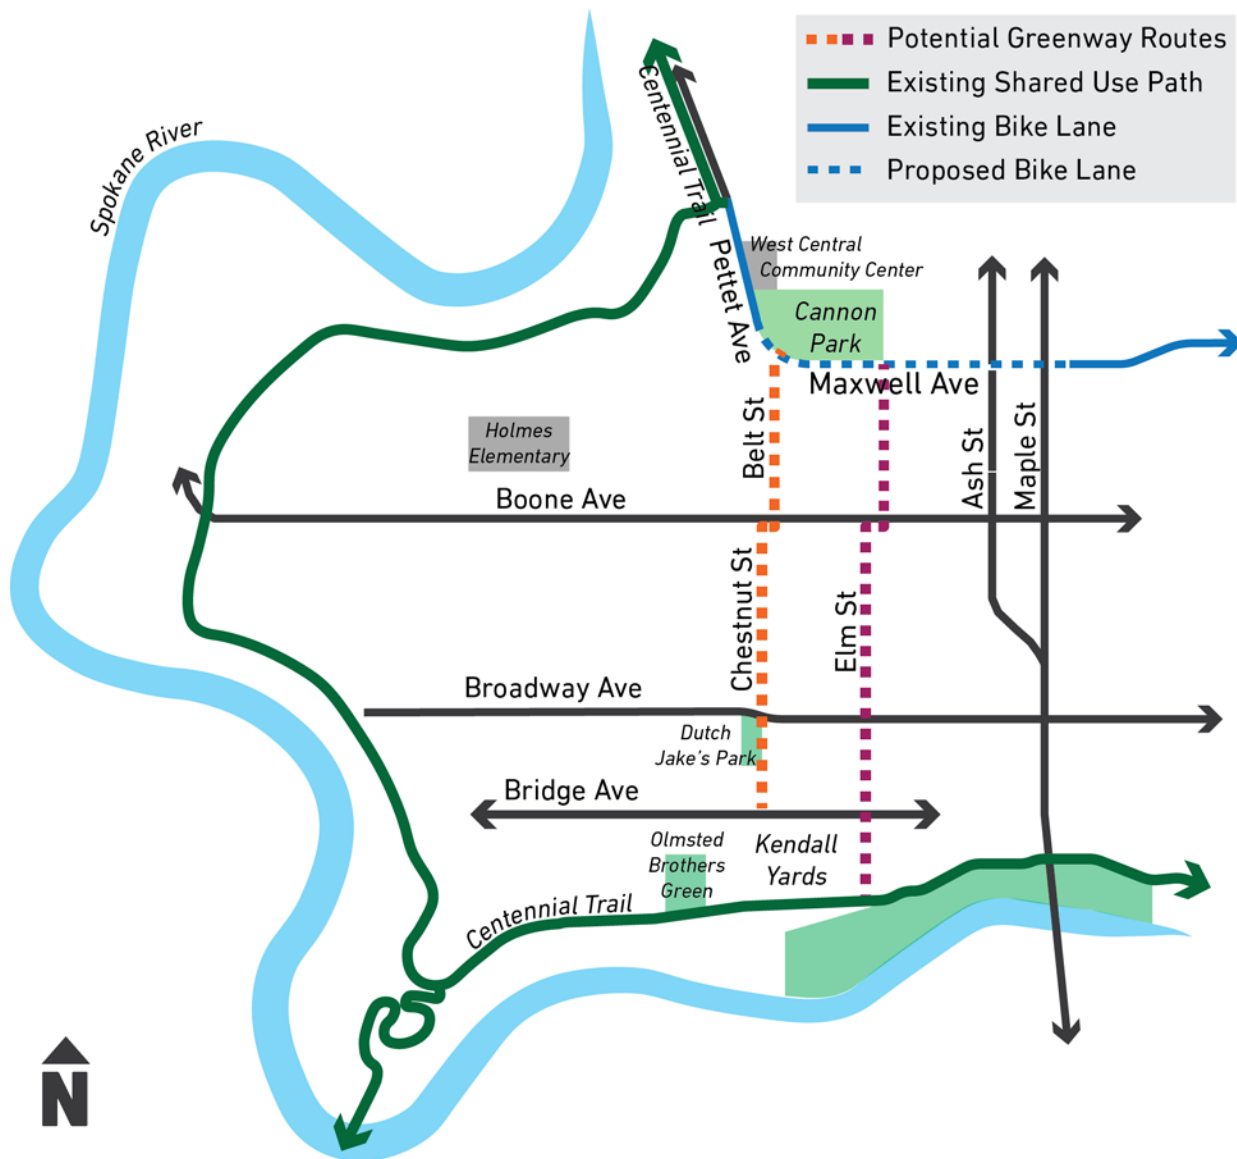 Potential Greenway Routes
Existing Shared Use Path
Existing Bike Lane
Proposed Bike Lane
Spokane River
Centennial Trail
Pettet Ave
West Central
Community Center
Cannon
Park
Maxwell Ave
Belt St
Ash St
Maple St
Holmes
Elementary
Boone Ave
Chestnut St
Elm St
Broadway Ave
Dutch
Jake's Park
Bridge Ave
Olmsted
Brothers
Green
Kendall
Yards
Centennial Trail
N